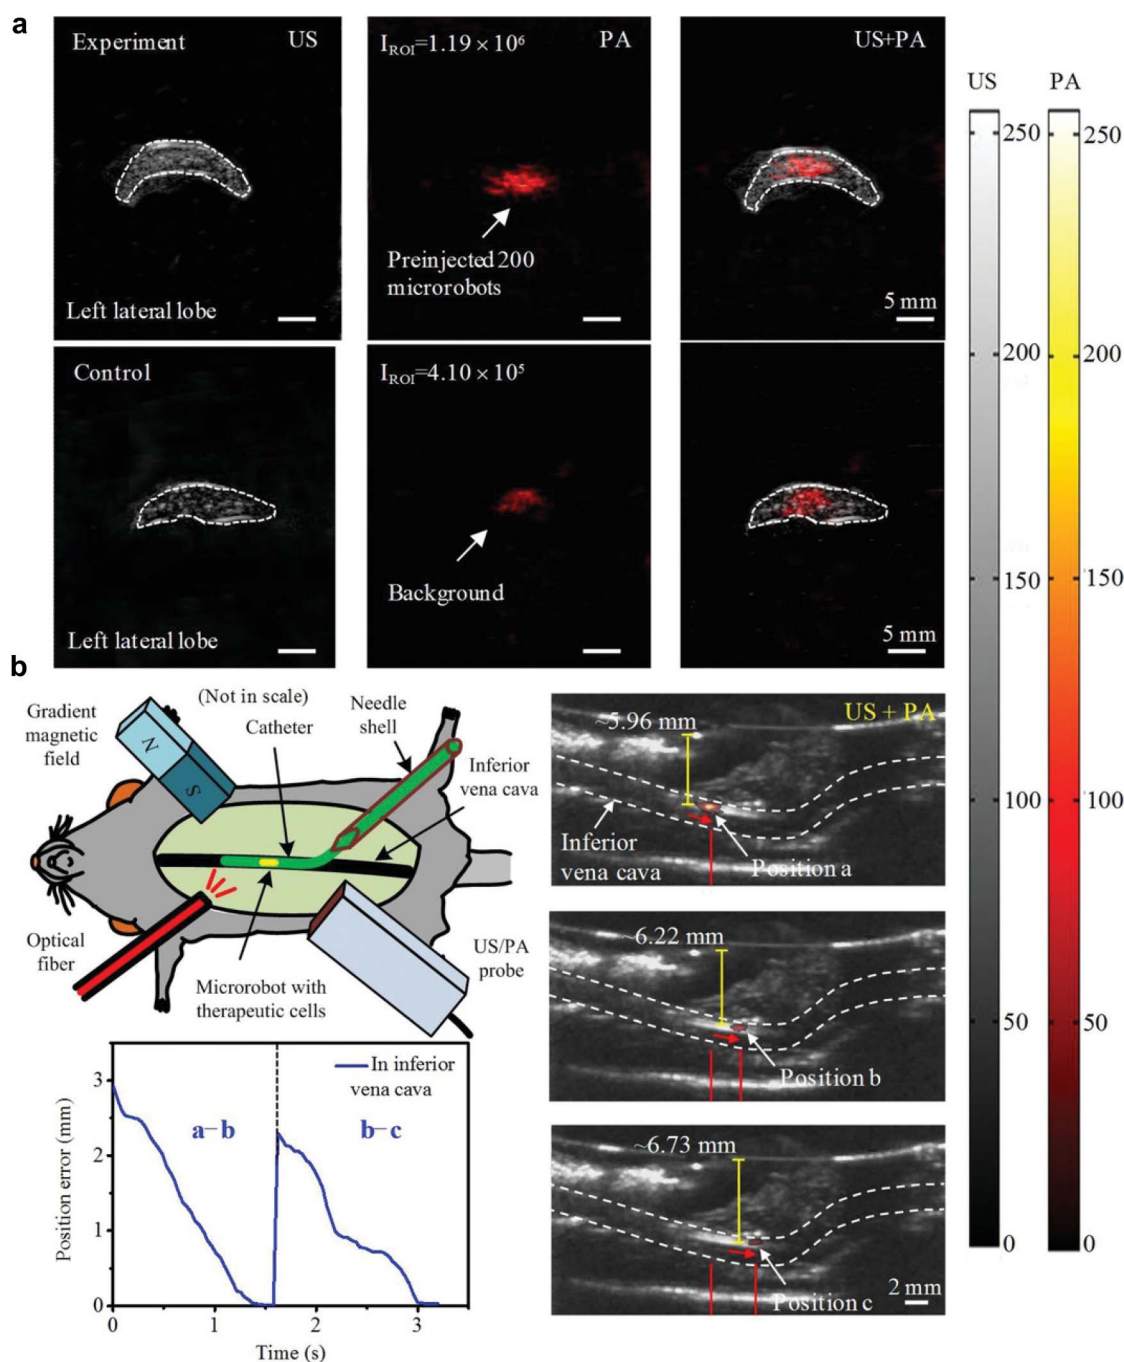 a
Experiment
US
I_ROI=1.19 × 10⁶
PA
US+PA
Preinjected 200
microrobots
Left lateral lobe
5 mm
Control
I_ROI=4.10 × 10⁵
Background
Left lateral lobe
5 mm
US
PA
250
250
200
200
150
150
100
100
50
50
0
0
b
(Not in scale)
Gradient
magnetic
field
N
S
Catheter
Needle
shell
Inferior
vena cava
Optical
fiber
Microrobot with
therapeutic cells
US/PA
probe
Position error (mm)
3
2
1
0
In inferior
vena cava
a–b
b–c
0
1
2
3
Time (s)
US + PA
~5.96 mm
Inferior
vena cava
Position a
~6.22 mm
Position b
~6.73 mm
Position c
2 mm